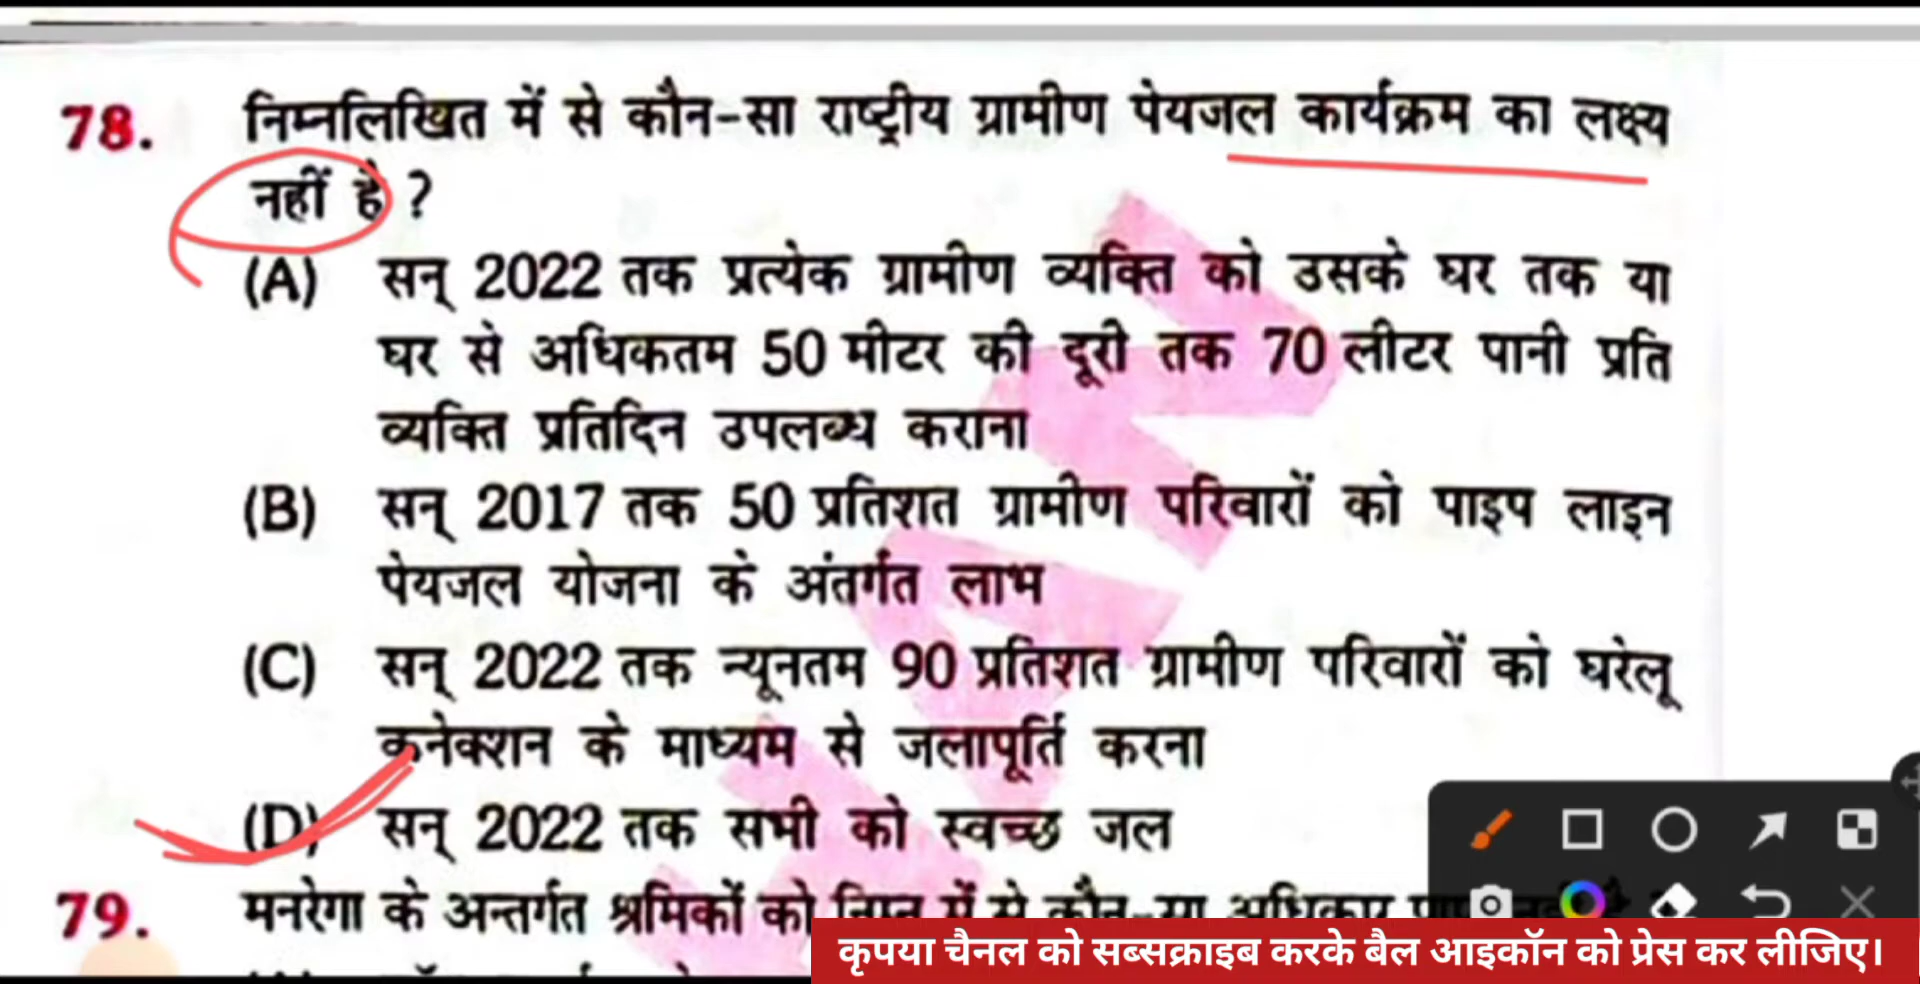 78. निम्नलिखित में से कौन-सा राष्ट्रीय ग्रामीण पेयजल कार्यक्रम का लक्ष्य
नहीं है ?
(A) सन् 2022 तक प्रत्येक ग्रामीण व्यक्ति को उसके घर तक या
घर से अधिकतम 50 मीटर की दूरी तक 70 लीटर पानी प्रति
व्यक्ति प्रतिदिन उपलब्ध कराना
(B) सन् 2017 तक 50 प्रतिशत ग्रामीण परिवारों को पाइप लाइन
पेयजल योजना के अंतर्गत लाभ
(C) सन् 2022 तक न्यूनतम 90 प्रतिशत ग्रामीण परिवारों को घरेलू
कनेक्शन के माध्यम से जलापूर्ति करना
(D) सन् 2022 तक सभी को स्वच्छ जल
79. मनरेगा के अन्तर्गत श्रमिकों को निम्न में से कौन-सा अधिकार
कृपया चैनल को सब्सक्राइब करके बैल आइकॉन को प्रेस कर लीजिए।